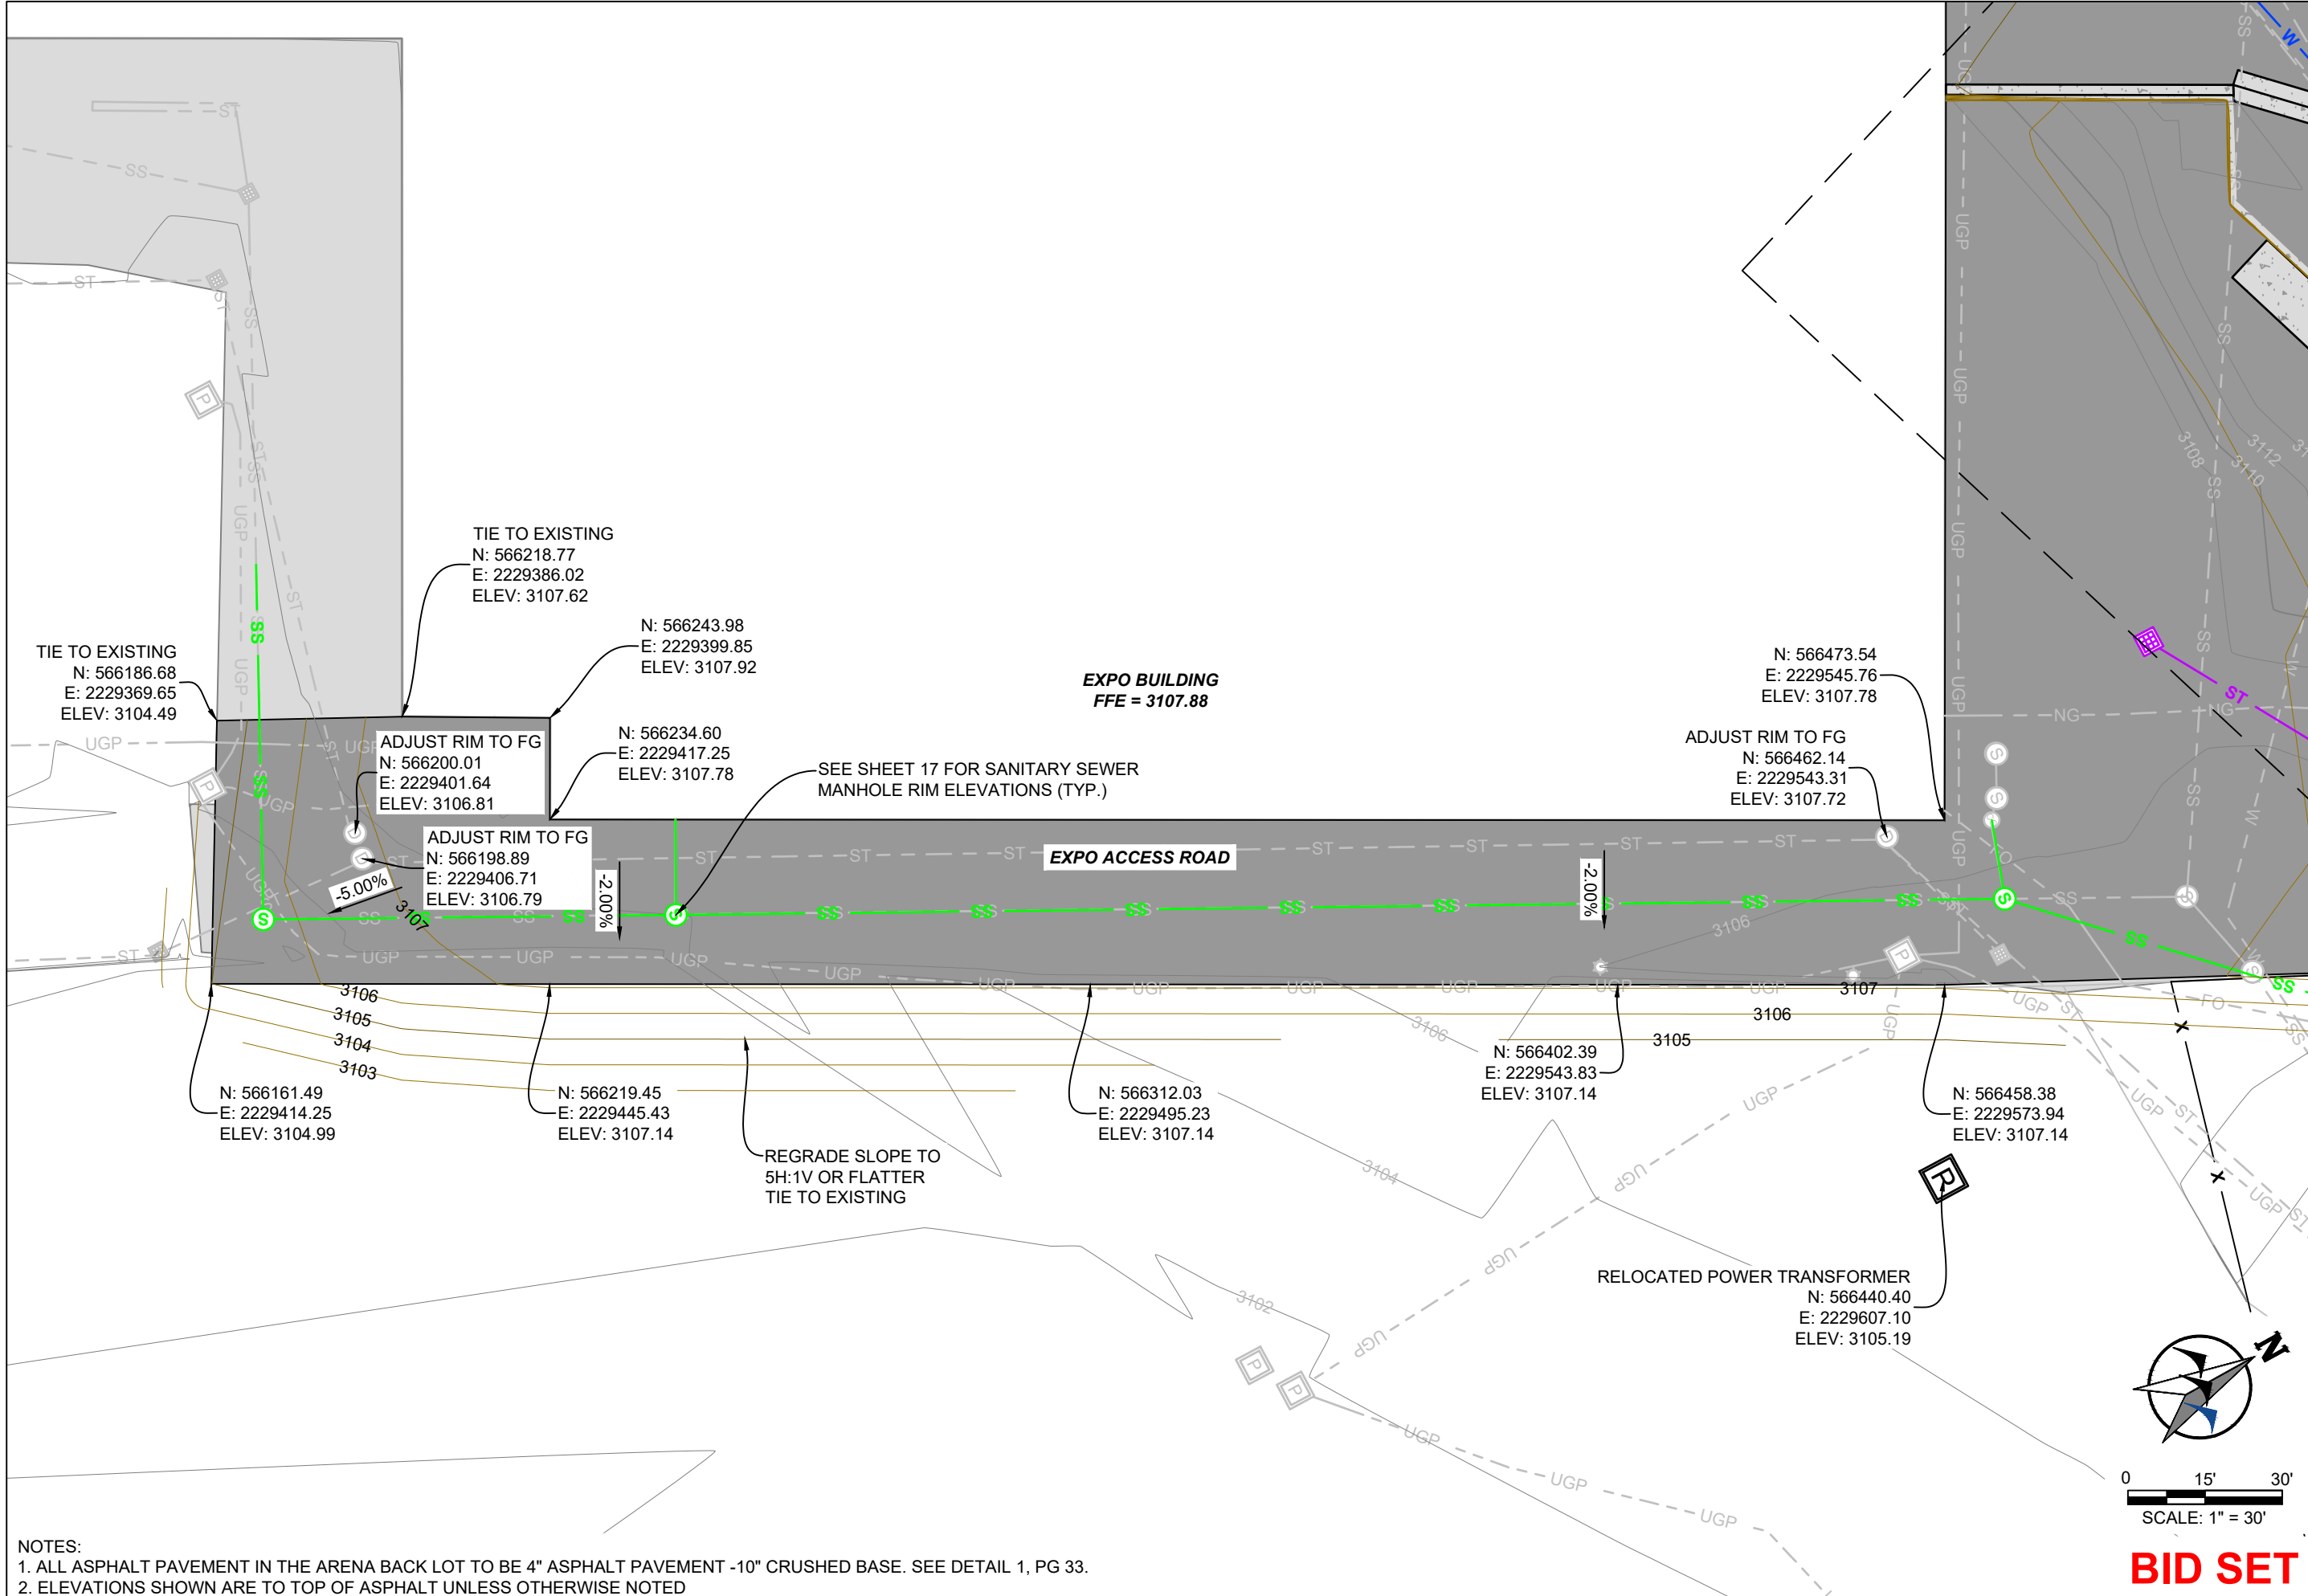 TIE TO EXISTING
N: 566218.77
E: 2229386.02
ELEV: 3107.62
TIE TO EXISTING
N: 566186.68
E: 2229369.65
ELEV: 3104.49
N: 566243.98
E: 2229399.85
ELEV: 3107.92
N: 566234.60
E: 2229417.25
ELEV: 3107.78
EXPO BUILDING
FFE = 3107.88
N: 566473.54
E: 2229545.76
ELEV: 3107.78
ADJUST RIM TO FG
N: 566462.14
E: 2229543.31
ELEV: 3107.72
ADJUST RIM TO FG
N: 566200.01
E: 2229401.64
ELEV: 3106.81
ADJUST RIM TO FG
N: 566198.89
E: 2229406.71
ELEV: 3106.79
SEE SHEET 17 FOR SANITARY SEWER
MANHOLE RIM ELEVATIONS (TYP.)
EXPO ACCESS ROAD
-5.00%
-2.00%
-2.00%
3107
3108
3112
3110
3106
3106
3105
3104
3103
3107
3106
3105
3106
3104
3102
N: 566161.49
E: 2229414.25
ELEV: 3104.99
N: 566219.45
E: 2229445.43
ELEV: 3107.14
REGRADE SLOPE TO
5H:1V OR FLATTER
TIE TO EXISTING
N: 566312.03
E: 2229495.23
ELEV: 3107.14
N: 566402.39
E: 2229543.83
ELEV: 3107.14
N: 566458.38
E: 2229573.94
ELEV: 3107.14
R
RELOCATED POWER TRANSFORMER
N: 566440.40
E: 2229607.10
ELEV: 3105.19
N
0 15' 30'
SCALE: 1" = 30'
BID SET
NOTES:
1. ALL ASPHALT PAVEMENT IN THE ARENA BACK LOT TO BE 4" ASPHALT PAVEMENT -10" CRUSHED BASE. SEE DETAIL 1, PG 33.
2. ELEVATIONS SHOWN ARE TO TOP OF ASPHALT UNLESS OTHERWISE NOTED